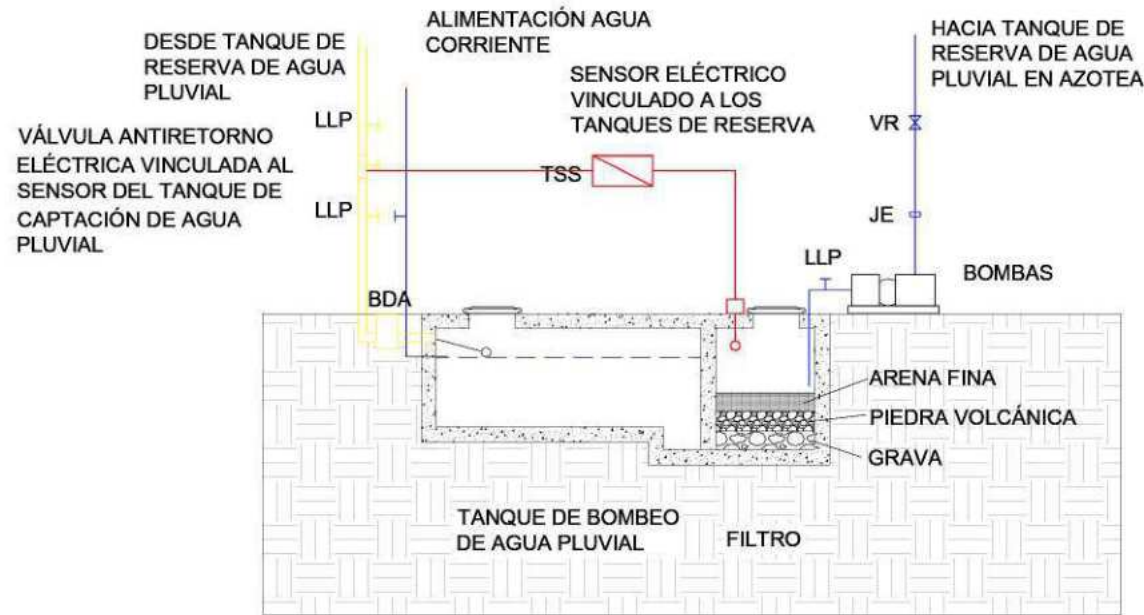 DESDE TANQUE DE
RESERVA DE AGUA
PLUVIAL
ALIMENTACIÓN AGUA
CORRIENTE
SENSOR ELÉCTRICO
VINCULADO A LOS
TANQUES DE RESERVA
HACIA TANQUE DE
RESERVA DE AGUA
PLUVIAL EN AZOTEA
LLP
VÁLVULA ANTIRETORNO
ELÉCTRICA VINCULADA AL
SENSOR DEL TANQUE DE
CAPTACIÓN DE AGUA
PLUVIAL
LLP
TSS
VR
JE
LLP
BOMBAS
BDA
ARENA FINA
PIEDRA VOLCÁNICA
GRAVA
TANQUE DE BOMBEO
DE AGUA PLUVIAL
FILTRO